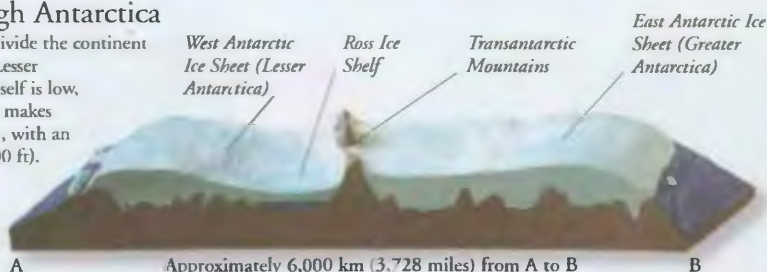 gh Antarctica
ivide the continent
esser
self is low,
makes
, with an
00 ft).
West Antarctic
Ice Sheet (Lesser
Antarctica)
Ross Ice
Shelf
Transantarctic
Mountains
East Antarctic Ice
Sheet (Greater
Antarctica)
A
Approximately 6,000 km (3,728 miles) from A to B
B